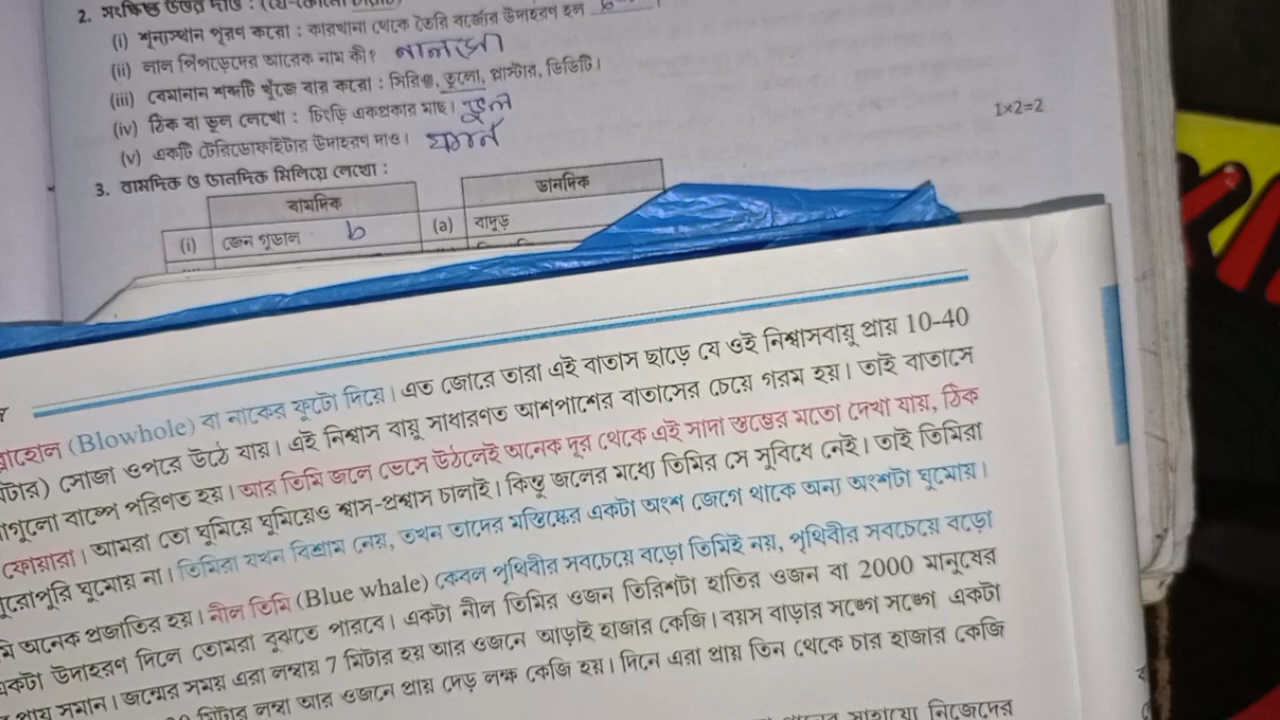 2. সংক্ষিপ্ত উত্তর দাও : (যে-কোনো চারটি)
(i) শূন্যস্থান পূরণ করো : কারখানা থেকে তৈরি বর্জ্যের উদাহরণ হল
(ii) লাল পিঁপড়েদের আরেক নাম কী? নালসো
(iii) বেমানান শব্দটি খুঁজে বার করো : সিরিঞ্জ, তুলো, প্লাস্টার, ডিডিটি।
(iv) ঠিক বা ভুল লেখো : চিংড়ি একপ্রকার মাছ। ভুল
(v) একটি টেরিডোফাইটার উদাহরণ দাও। ফার্ন
3. বামদিক ও ডানদিক মিলিয়ে লেখো : 1×2=2
বামদিক ডানদিক
(i) জেন গুডাল b (a) বাদুড়
(Blowhole) বা নাকের ফুটো দিয়ে। এত জোরে তারা এই বাতাস ছাড়ে যে ওই নিশ্বাসবায়ু প্রায় 10-40
সোজা ওপরে উঠে যায়। এই নিশ্বাস বায়ু সাধারণত আশপাশের বাতাসের চেয়ে গরম হয়। তাই বাতাসে
বাষ্পে পরিণত হয়। আর তিমি জলে ভেসে উঠলেই অনেক দূর থেকে এই সাদা স্তম্ভের মতো দেখা যায়, ঠিক
ফোয়ারা। আমরা তো ঘুমিয়ে ঘুমিয়েও শ্বাস-প্রশ্বাস চালাই। কিন্তু জলের মধ্যে তিমির সে সুবিধে নেই। তাই তিমিরা
পুরোপুরি ঘুমোয় না। তিমিরা যখন বিশ্রাম নেয়, তখন তাদের মস্তিষ্কের একটা অংশ জেগে থাকে অন্য অংশটা ঘুমোয়।
অনেক প্রজাতির হয়। নীল তিমি (Blue whale) কেবল পৃথিবীর সবচেয়ে বড়ো তিমিই নয়, পৃথিবীর সবচেয়ে বড়ো
একটা উদাহরণ দিলে তোমরা বুঝতে পারবে। একটা নীল তিমির ওজন তিরিশটা হাতির ওজন বা 2000 মানুষের
প্রায় সমান। জন্মের সময় এরা লম্বায় 7 মিটার হয় আর ওজনে আড়াই হাজার কেজি। বয়স বাড়ার সঙ্গে সঙ্গে একটা
মিটার লম্বা আর ওজনে প্রায় দেড় লক্ষ কেজি হয়। দিনে এরা প্রায় তিন থেকে চার হাজার কেজি
সাহায্যে নিজেদের